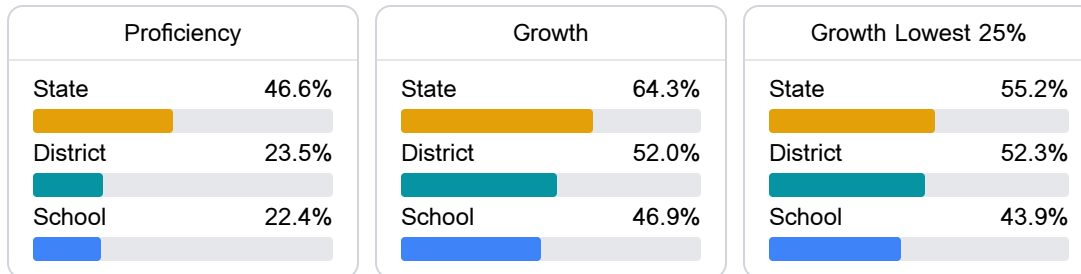 Proficiency
State 46.6%
District 23.5%
School 22.4%
Growth
State 64.3%
District 52.0%
School 46.9%
Growth Lowest 25%
State 55.2%
District 52.3%
School 43.9%